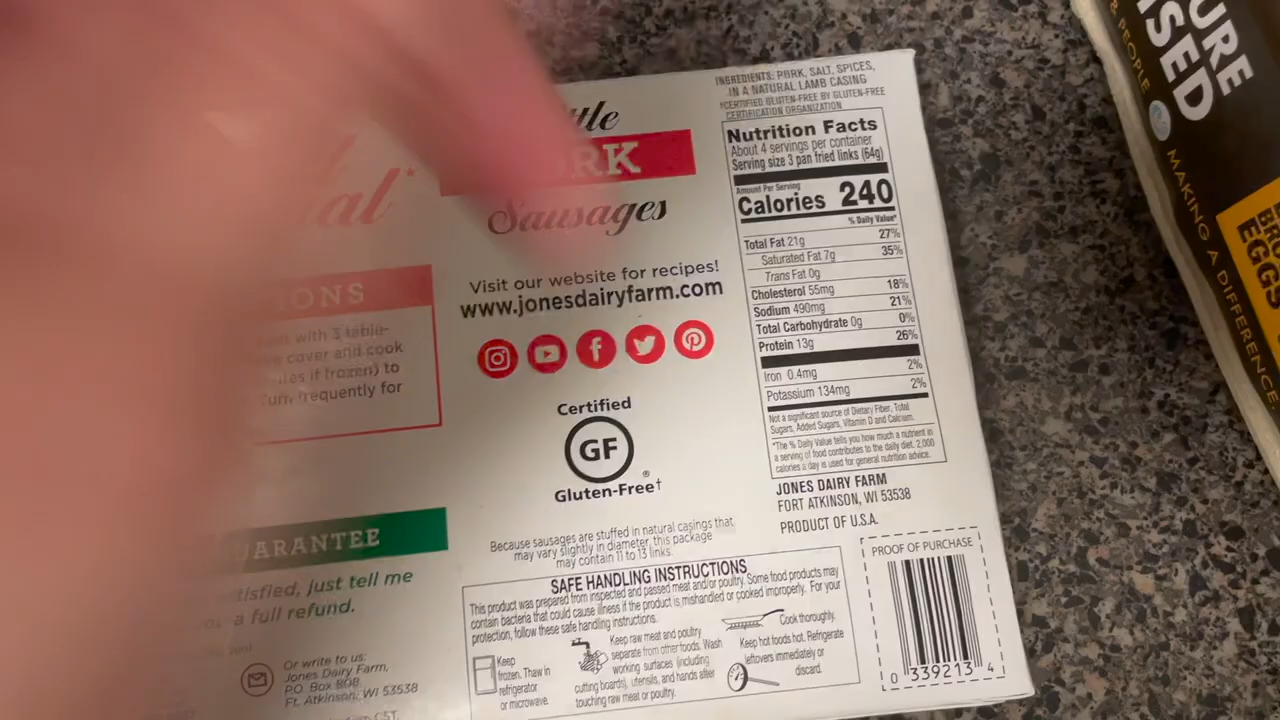 INGREDIENTS: PORK, SALT, SPICES,
IN A NATURAL LAMB CASING
†CERTIFIED GLUTEN-FREE BY GLUTEN-FREE
CERTIFICATION ORGANIZATION
Nutrition Facts
About 4 servings per container
Serving size 3 pan fried links (64g)
Amount Per Serving
Calories 240
% Daily Value*
Total Fat 21g 27%
Saturated Fat 7g 35%
Trans Fat 0g
Cholesterol 55mg 18%
Sodium 490mg 21%
Total Carbohydrate 0g 0%
Protein 13g 26%
Iron 0.4mg 2%
Potassium 134mg 2%
Not a significant source of Dietary Fiber, Total
Sugars, Added Sugars, Vitamin D and Calcium.
*The % Daily Value tells you how much a nutrient in
a serving of food contributes to the daily diet. 2,000
calories a day is used for general nutrition advice.
JONES DAIRY FARM
FORT ATKINSON, WI 53538
PRODUCT OF U.S.A.
PROOF OF PURCHASE
0 339213 4
Sausages
Visit our website for recipes!
www.jonesdairyfarm.com
Certified
GF
®
Gluten-Free†
Because sausages are stuffed in natural casings that
may vary slightly in diameter, this package
may contain 11 to 13 links.
SAFE HANDLING INSTRUCTIONS
This product was prepared from inspected and passed meat and/or poultry. Some food products may
contain bacteria that could cause illness if the product is mishandled or cooked improperly. For your
protection, follow these safe handling instructions.
Keep
frozen. Thaw in
refrigerator
or microwave.
Keep raw meat and poultry
separate from other foods. Wash
working surfaces (including
cutting boards), utensils, and hands after
touching raw meat or poultry.
Cook thoroughly.
Keep hot foods hot. Refrigerate
leftovers immediately or
discard.
with 3 table-
cover and cook
if frozen) to
Turn frequently for
just tell me
a full refund.
Or write to us:
Jones Dairy Farm,
P.O. Box 808,
Ft. Atkinson, WI 53538
& PEOPLE
MAKING A DIFFERENCE
EGGS